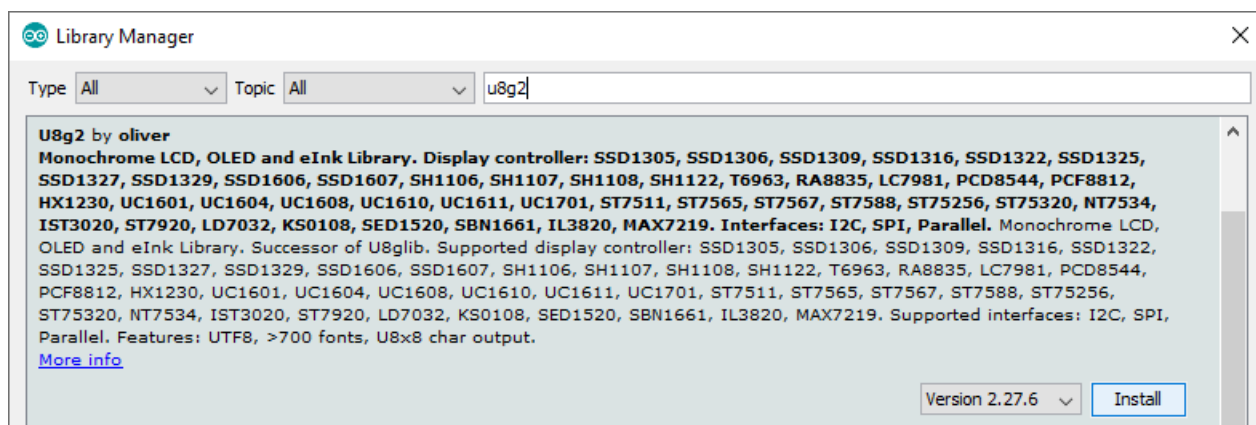 Library Manager
Type All Topic All u8g2
U8g2 by oliver
Monochrome LCD, OLED and eInk Library. Display controller: SSD1305, SSD1306, SSD1309, SSD1316, SSD1322, SSD1325,
SSD1327, SSD1329, SSD1606, SSD1607, SH1106, SH1107, SH1108, SH1122, T6963, RA8835, LC7981, PCD8544, PCF8812,
HX1230, UC1601, UC1604, UC1608, UC1610, UC1611, UC1701, ST7511, ST7565, ST7567, ST7588, ST75256, ST75320, NT7534,
IST3020, ST7920, LD7032, KS0108, SED1520, SBN1661, IL3820, MAX7219. Interfaces: I2C, SPI, Parallel. Monochrome LCD,
OLED and eInk Library. Successor of U8glib. Supported display controller: SSD1305, SSD1306, SSD1309, SSD1316, SSD1322,
SSD1325, SSD1327, SSD1329, SSD1606, SSD1607, SH1106, SH1107, SH1108, SH1122, T6963, RA8835, LC7981, PCD8544,
PCF8812, HX1230, UC1601, UC1604, UC1608, UC1610, UC1611, UC1701, ST7511, ST7565, ST7567, ST7588, ST75256,
ST75320, NT7534, IST3020, ST7920, LD7032, KS0108, SED1520, SBN1661, IL3820, MAX7219. Supported interfaces: I2C, SPI,
Parallel. Features: UTF8, >700 fonts, U8x8 char output.
More info
Version 2.27.6 Install